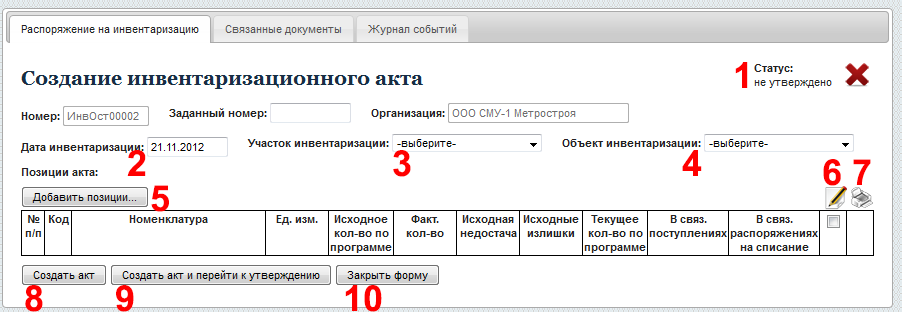 Распоряжение на инвентаризацию Связанные документы Журнал событий
Создание инвентаризационного акта
1 Статус:
не утверждено
Номер: ИнвОст00002 Заданный номер: Организация: ООО СМУ-1 Метрострой
Дата инвентаризации: 21.11.2012 Участок инвентаризации: -выберите- Объект инвентаризации: -выберите-
2 3 4
Позиции акта:
Добавить позиции... 5 6 7
№ п/п Код Номенклатура Ед. изм. Исходное кол-во по программе Факт. кол-во Исходная недостача Исходные излишки Текущее кол-во по программе В связ. поступлениях В связ. распоряжениях на списание
Создать акт Создать акт и перейти к утверждению Закрыть форму
8 9 10